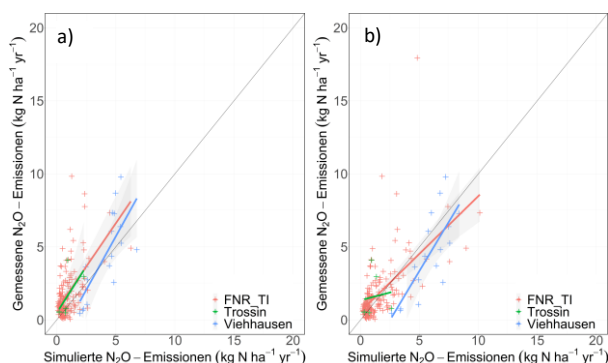 a)
Gemessene N₂O – Emissionen (kg N ha⁻¹ yr⁻¹)
20
15
10
5
0
FNR_TI
Trossin
Viehhausen
0 5 10 15 20
Simulierte N₂O – Emissionen (kg N ha⁻¹ yr⁻¹)
b)
Gemessene N₂O – Emissionen (kg N ha⁻¹ yr⁻¹)
20
15
10
5
0
FNR_TI
Trossin
Viehhausen
0 5 10 15 20
Simulierte N₂O – Emissionen (kg N ha⁻¹ yr⁻¹)